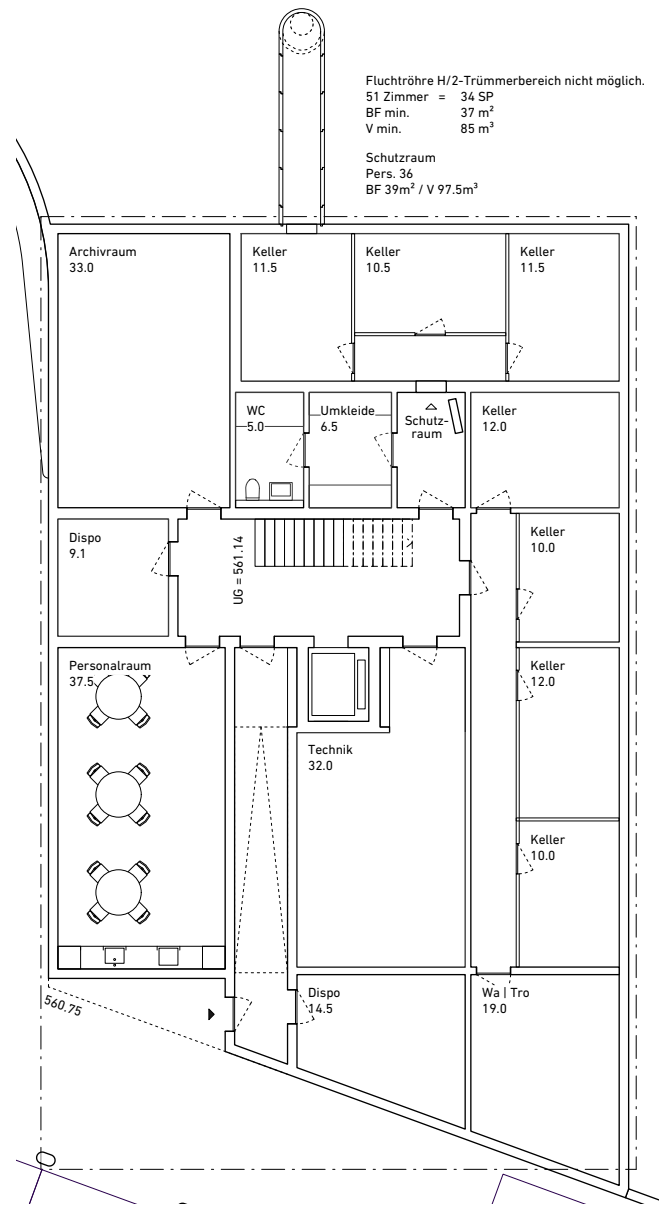 Fluchtröhre H/2-Trümmerbereich nicht möglich.
51 Zimmer = 34 SP
BF min. 37 m²
V min. 85 m³
Schutzraum
Pers. 36
BF 39m² / V 97.5m³
Archivraum
33.0
Keller
11.5
Keller
10.5
Keller
11.5
WC
5.0
Umkleide
6.5
Schutz-
raum
Keller
12.0
Dispo
9.1
UG = 561.14
Keller
10.0
Personalraum
37.5
Keller
12.0
Technik
32.0
Keller
10.0
560.75
Dispo
14.5
Wa | Tro
19.0